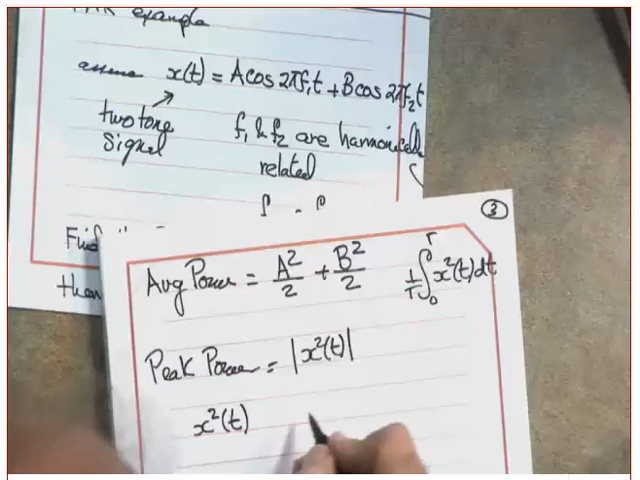 example
assume x(t) = A cos 2πf₁t + B cos 2πf₂t
two tone signal
f₁ & f₂ are harmonically related
then
③
Avg Power = A²/2 + B²/2
1/T ∫₀ᵀ x²(t) dt
Peak Power = |x²(t)|
x²(t)